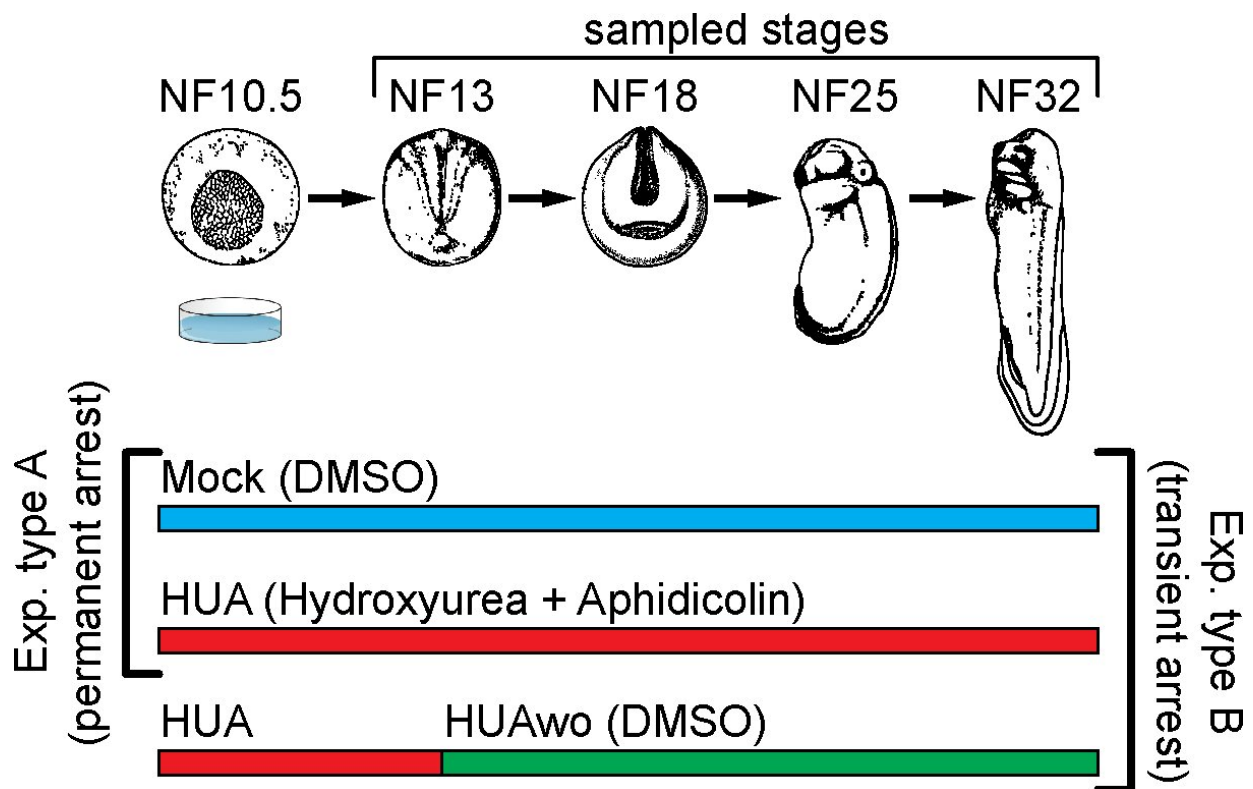 sampled stages
NF10.5
NF13
NF18
NF25
NF32
Exp. type A
(permanent arrest)
Mock (DMSO)
HUA (Hydroxyurea + Aphidicolin)
HUA
HUAwo (DMSO)
Exp. type B
(transient arrest)